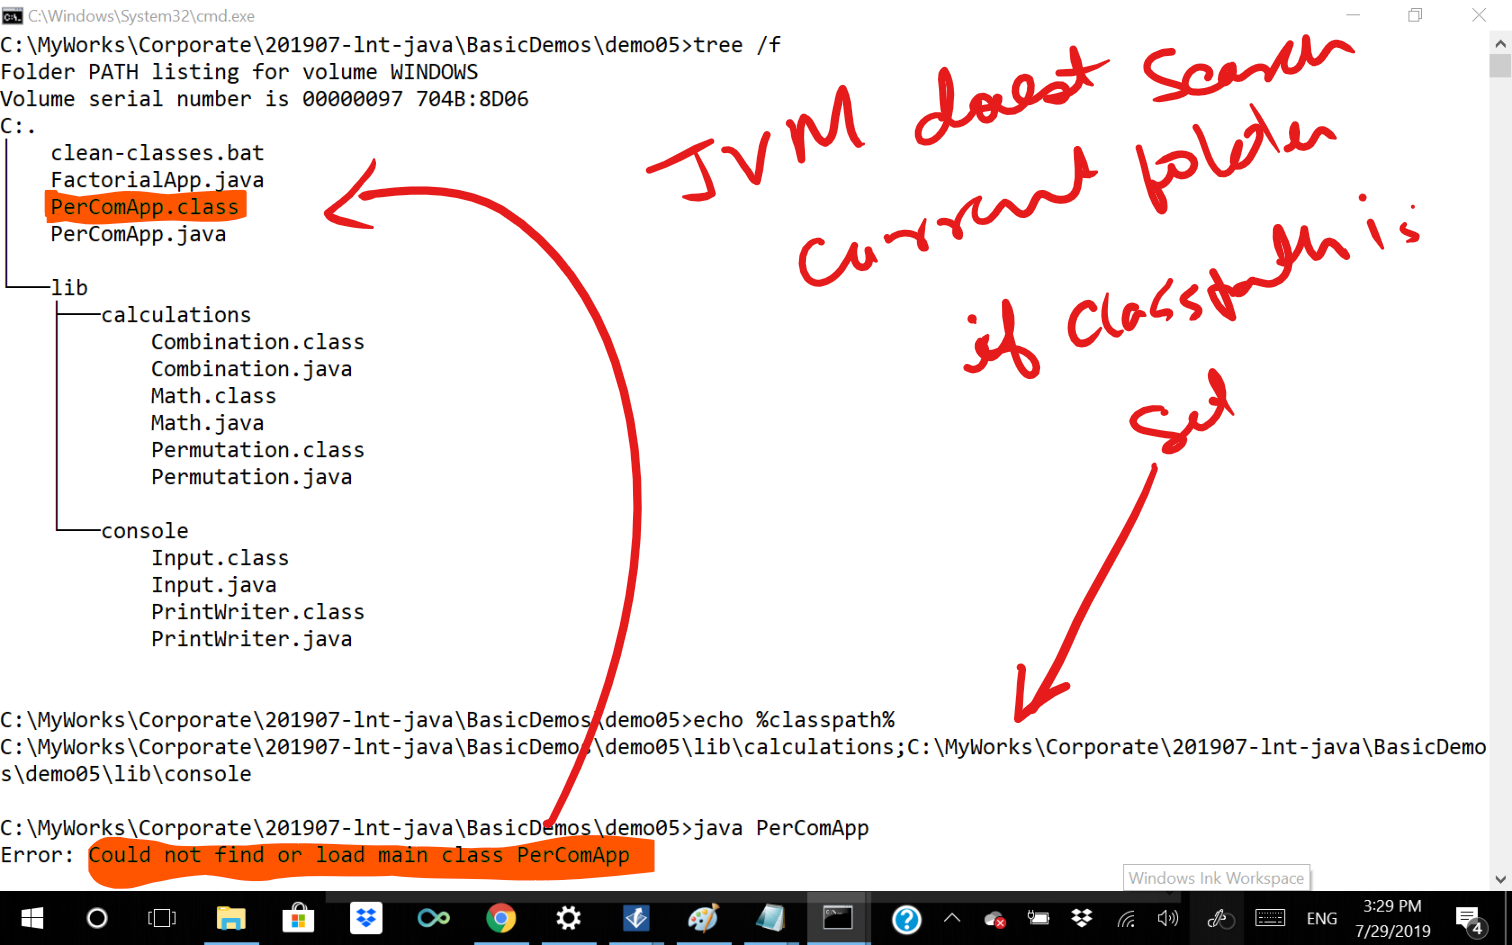 C:\Windows\System32\cmd.exe
C:\MyWorks\Corporate\201907-lnt-java\BasicDemos\demo05>tree /f
Folder PATH listing for volume WINDOWS
Volume serial number is 00000097 704B:8D06
C:.
clean-classes.bat
FactorialApp.java
PerComApp.class
PerComApp.java
lib
calculations
Combination.class
Combination.java
Math.class
Math.java
Permutation.class
Permutation.java
console
Input.class
Input.java
PrintWriter.class
PrintWriter.java
JVM doest search
current folder
if classpath is
set
C:\MyWorks\Corporate\201907-lnt-java\BasicDemos\demo05>echo %classpath%
C:\MyWorks\Corporate\201907-lnt-java\BasicDemos\demo05\lib\calculations;C:\MyWorks\Corporate\201907-lnt-java\BasicDemo
s\demo05\lib\console
C:\MyWorks\Corporate\201907-lnt-java\BasicDemos\demo05>java PerComApp
Error: Could not find or load main class PerComApp
Windows Ink Workspace
ENG
3:29 PM
7/29/2019
4